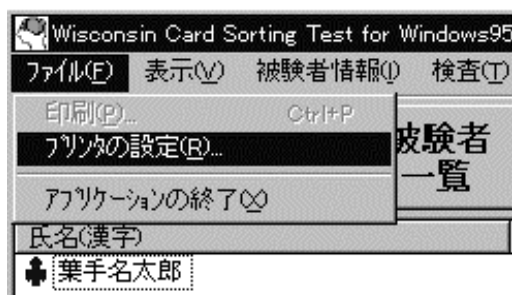 Wisconsin Card Sorting Test for Windows95
ﾌｧｲﾙ(F) 表示(V) 被験者情報(I) 検査(T)
印刷(P)... Ctrl+P
ﾌﾟﾘﾝﾀの設定(R)...
ｱﾌﾟﾘｹｰｼｮﾝの終了(X)
被験者
一覧
氏名(漢字)
葉手名太郎